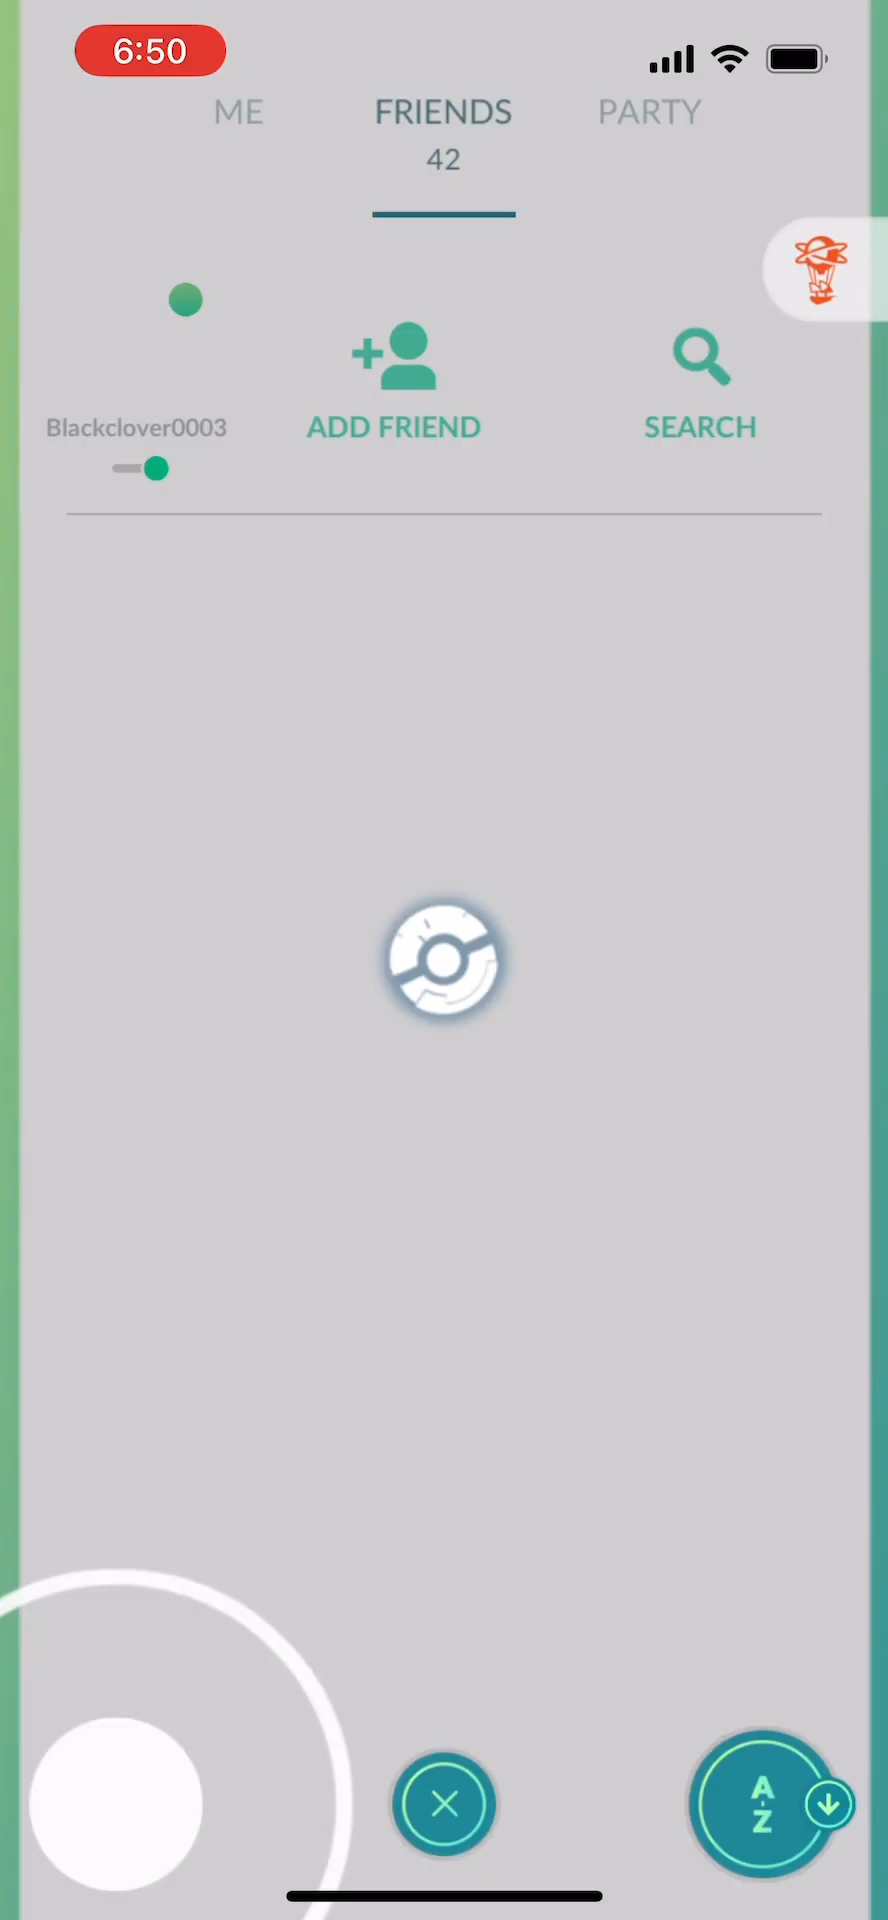 6:50
ME
FRIENDS
PARTY
42
Blackclover0003
ADD FRIEND
SEARCH
A
-
Z